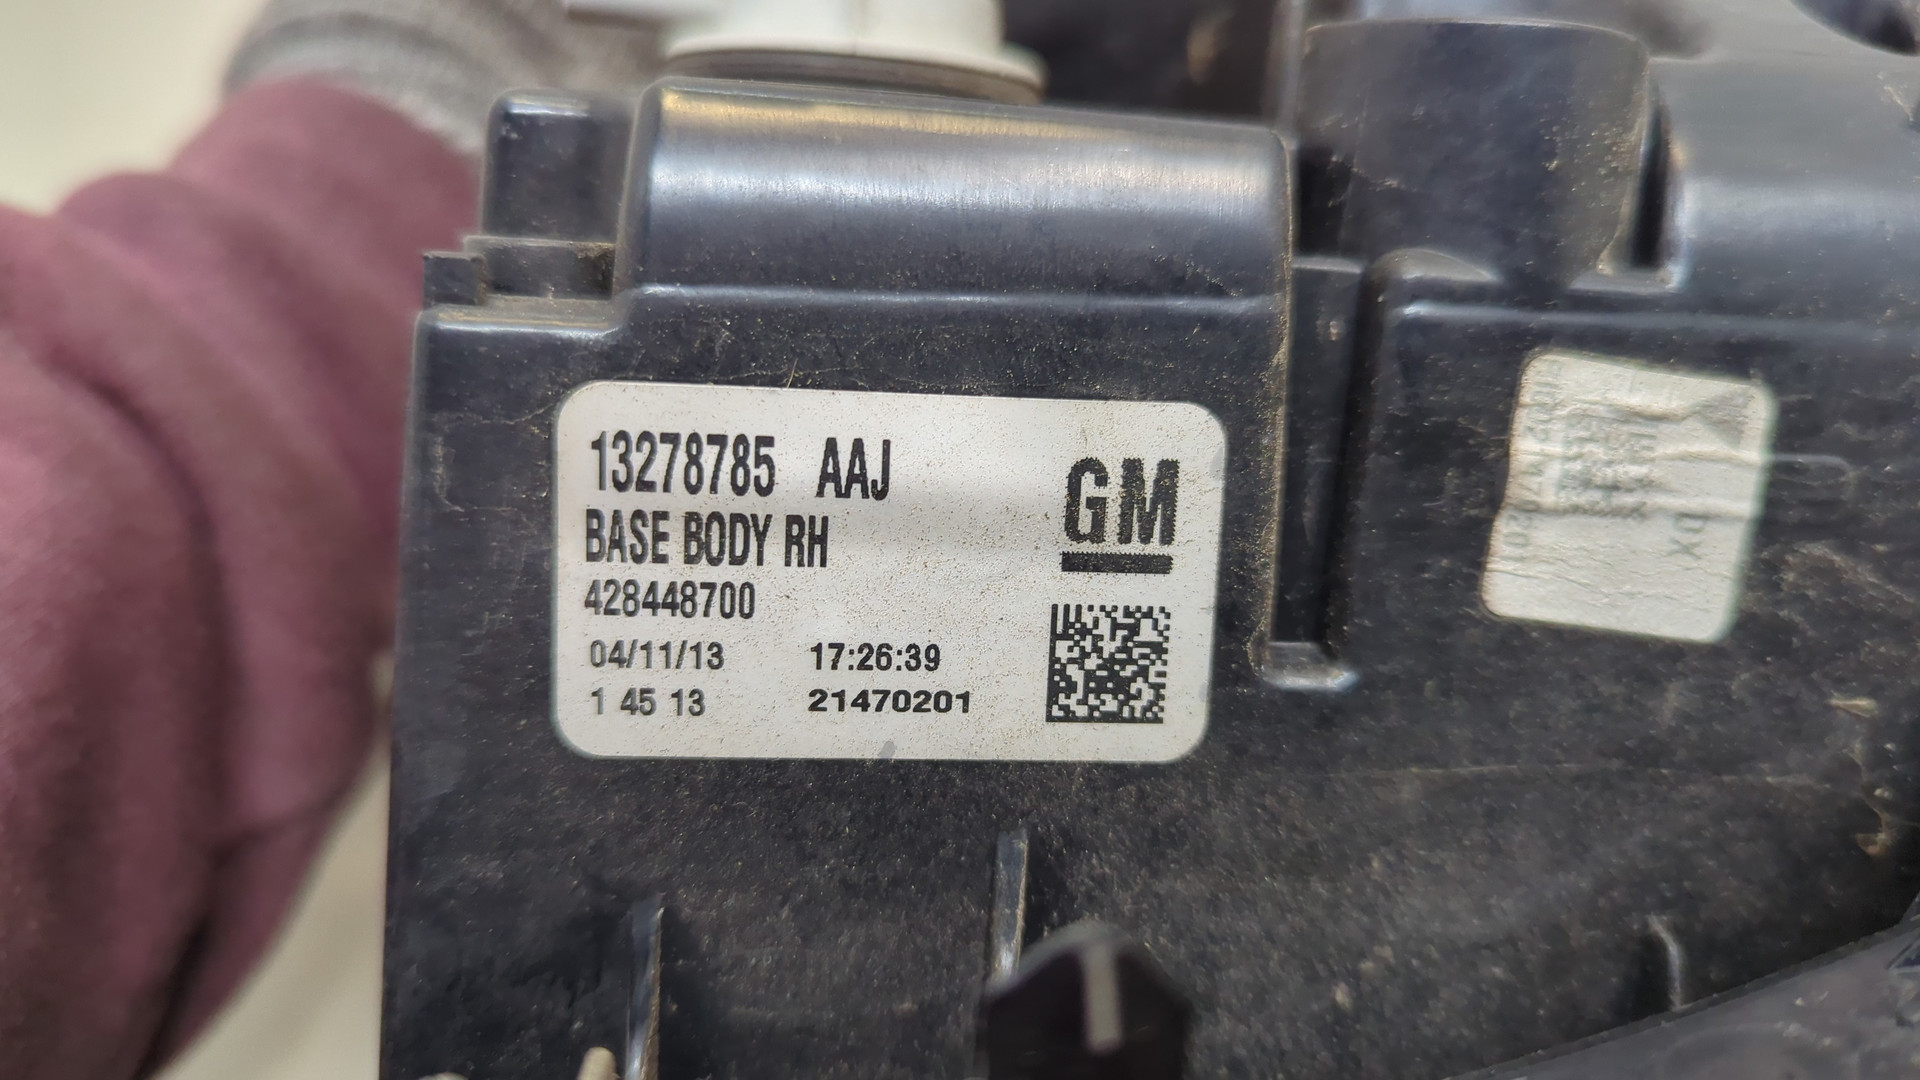 13278785 AAJ
GM
BASE BODY RH
428448700
04/11/13 17:26:39
1 45 13 21470201
DX